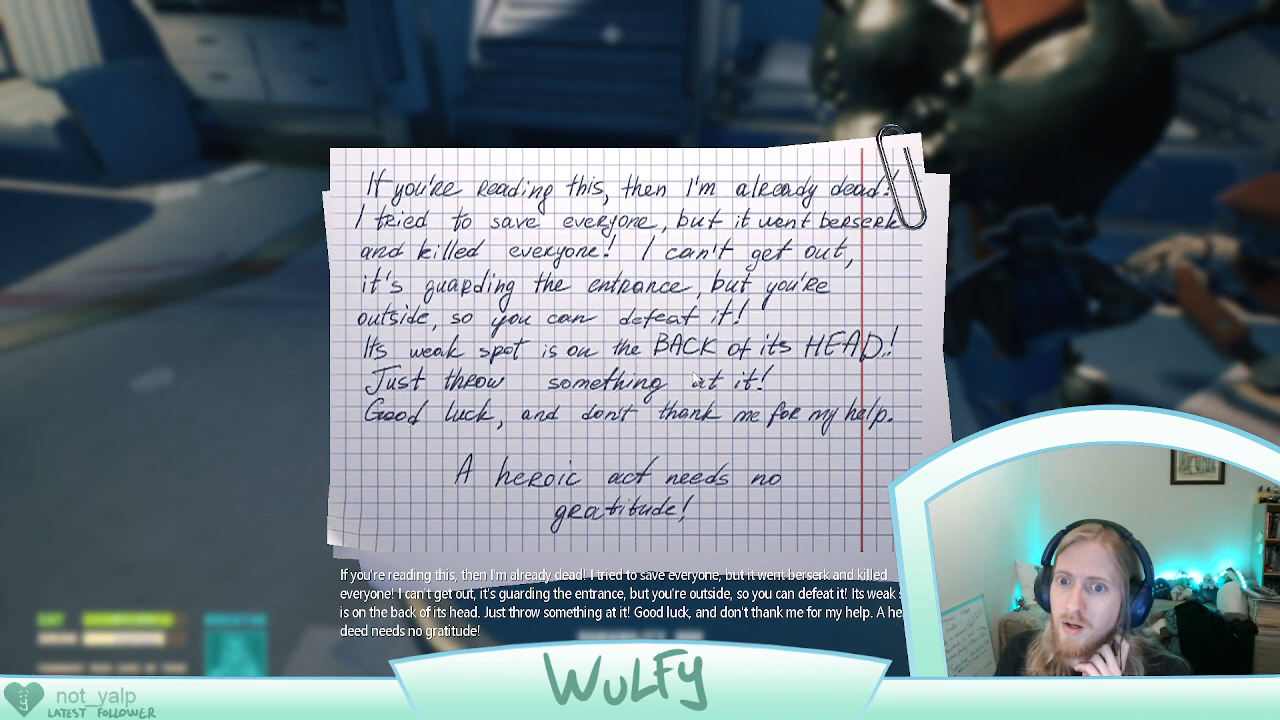 If you're reading this, then I'm already dead!
I tried to save everyone, but it went berserk
and killed everyone! I can't get out,
it's guarding the entrance, but you're
outside, so you can defeat it!
Its weak spot is on the BACK of its HEAD!
Just throw something at it!
Good luck, and don't thank me for my help.
A heroic act needs no
gratitude!
If you're reading this, then I'm already dead! I tried to save everyone, but it went berserk and killed
everyone! I can't get out, it's guarding the entrance, but you're outside, so you can defeat it! Its weak s
is on the back of its head. Just throw something at it! Good luck, and don't thank me for my help. A he
deed needs no gratitude!
WULFY
not_yalp
LATEST FOLLOWER